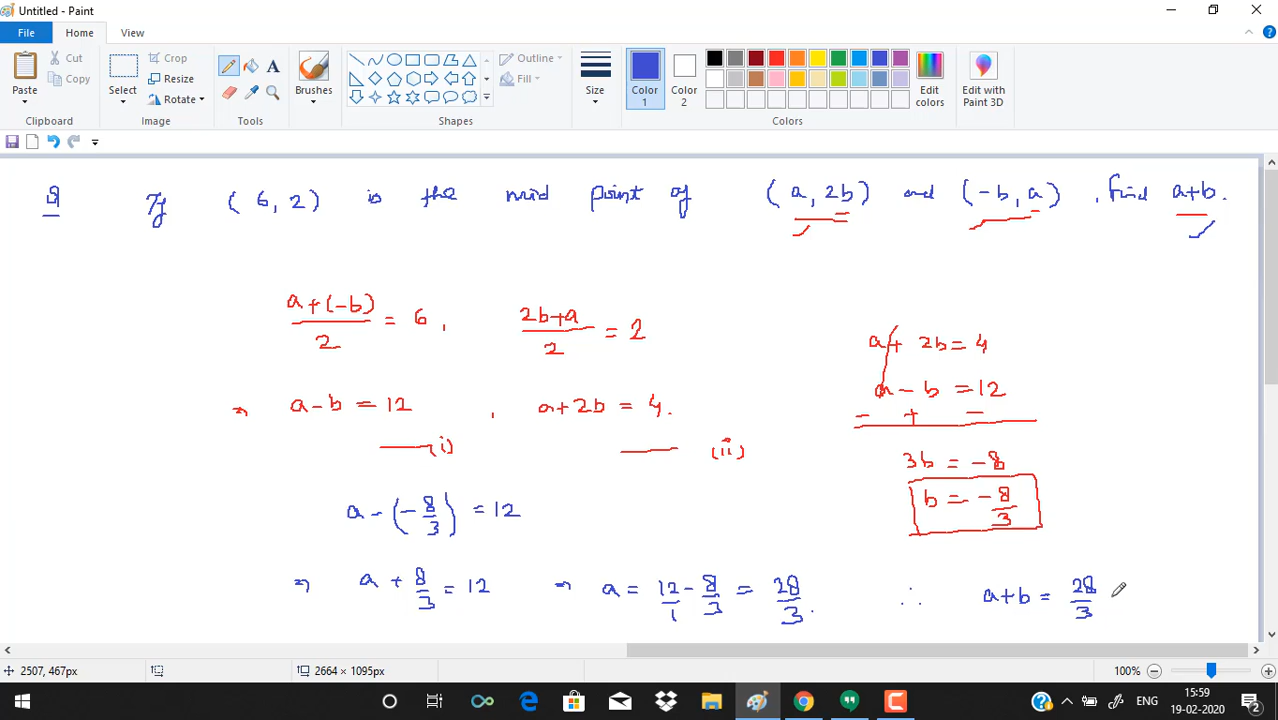 Untitled - Paint
File Home View
Paste Cut Copy Clipboard
Select Crop Resize Rotate Image
Tools
Brushes
Outline Fill Shapes
Size
Color 1 Color 2 Edit colors Edit with Paint 3D Colors
Q If (6, 2) is the mid point of (a, 2b) and (-b, a), find a+b.
a+(-b)/2 = 6, 2b+a/2 = 2
a+ 2b = 4
a - b = 12
- + -
⇒ a-b = 12, a+2b = 4.
(i) (ii)
3b = -8
b = -8/3
a - (-8/3) = 12
⇒ a + 8/3 = 12 ⇒ a = 12/1 - 8/3 = 28/3. ∴ a+b = 28/3
2507, 467px 2664 × 1095px 100%
ENG 15:59 19-02-2020 2